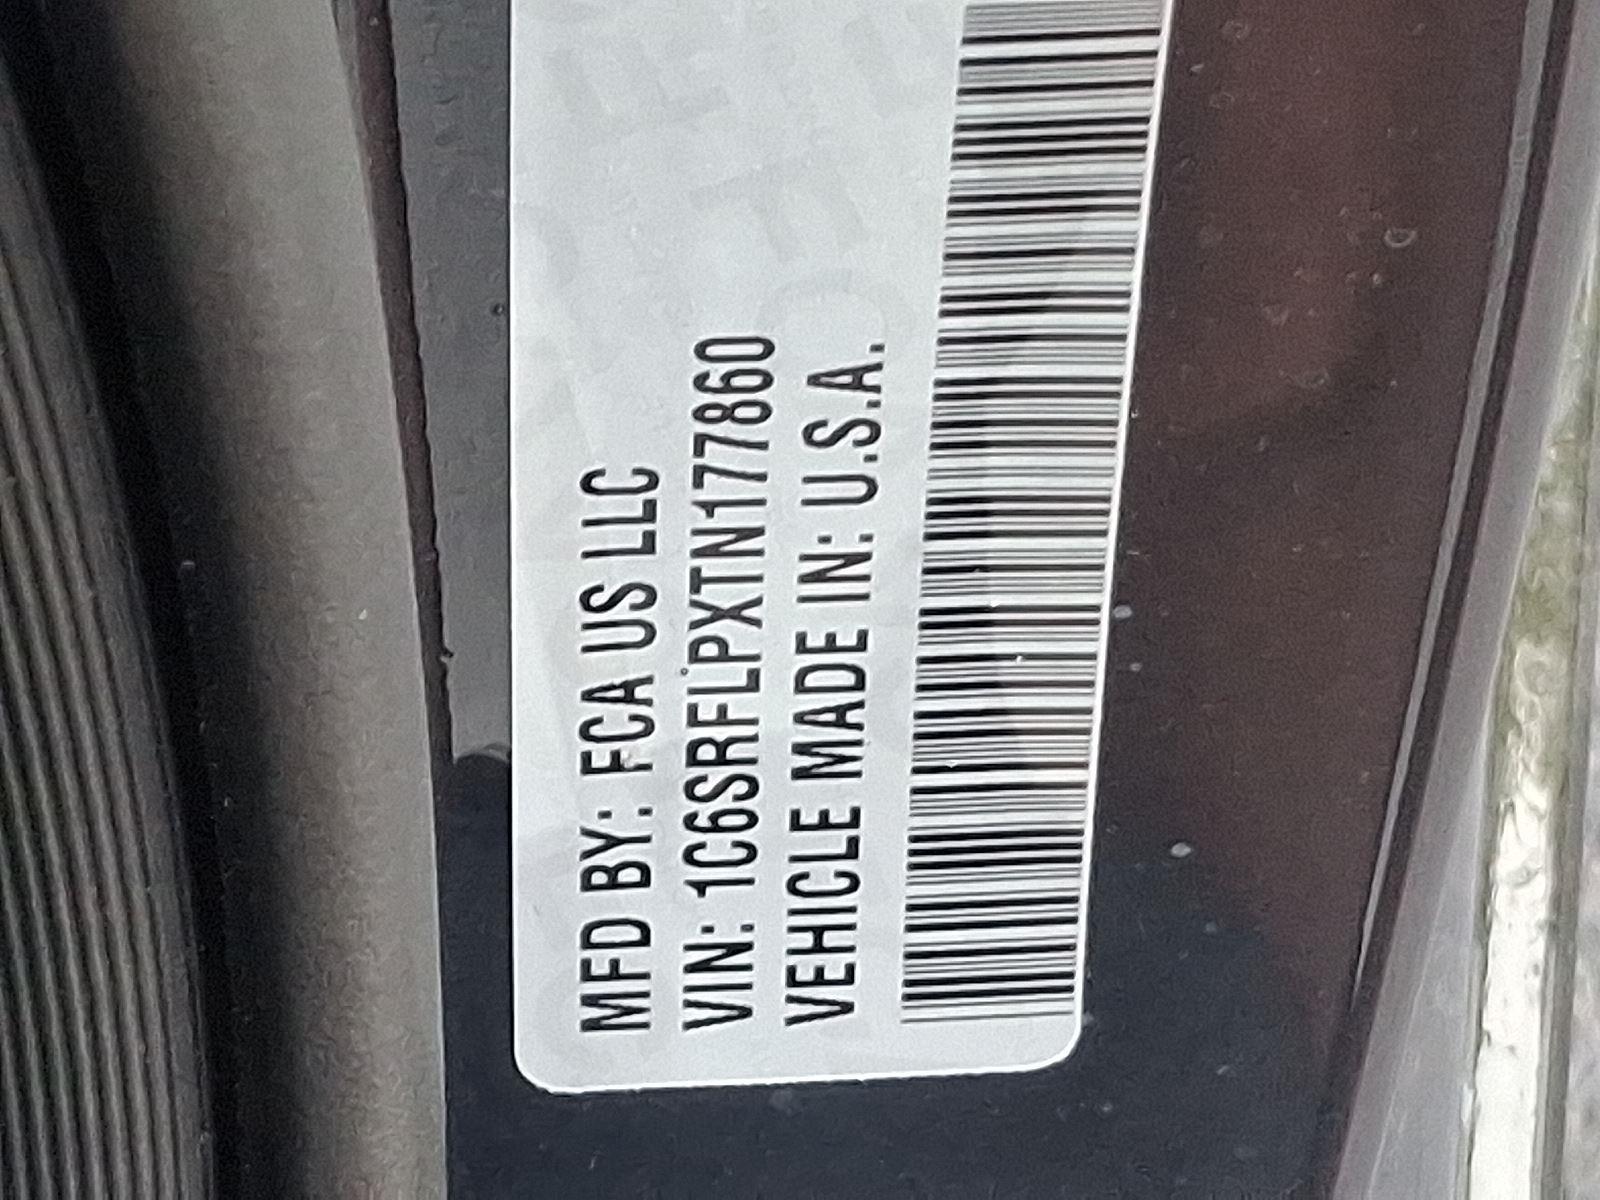 MFD BY: FCA US LLC
VIN: 1C6SRFLPXTN177860
VEHICLE MADE IN: U.S.A.